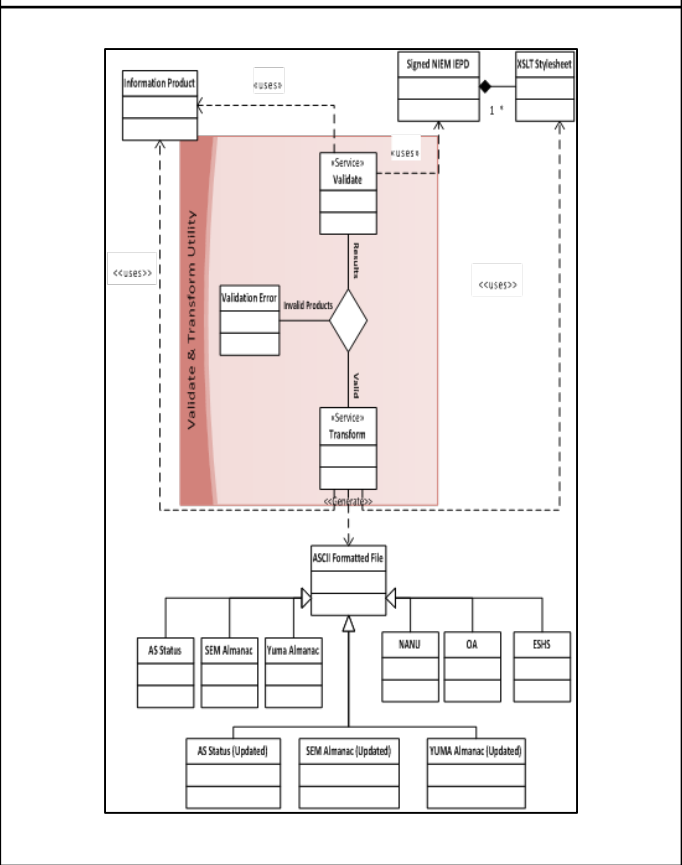 Signed NIEM IEPD
XSLT Stylesheet
Information Product
«uses»
1 *
«uses»
«Service»
Validate
Validate & Transform Utility
Results
<<uses>>
<<uses>>
Validation Error
Invalid Products
Valid
«Service»
Transform
<<Generate>>
ASCII Formatted File
AS Status
SEM Almanac
Yuma Almanac
NANU
OA
ESHS
AS Status (Updated)
SEM Almanac (Updated)
YUMA Almanac (Updated)